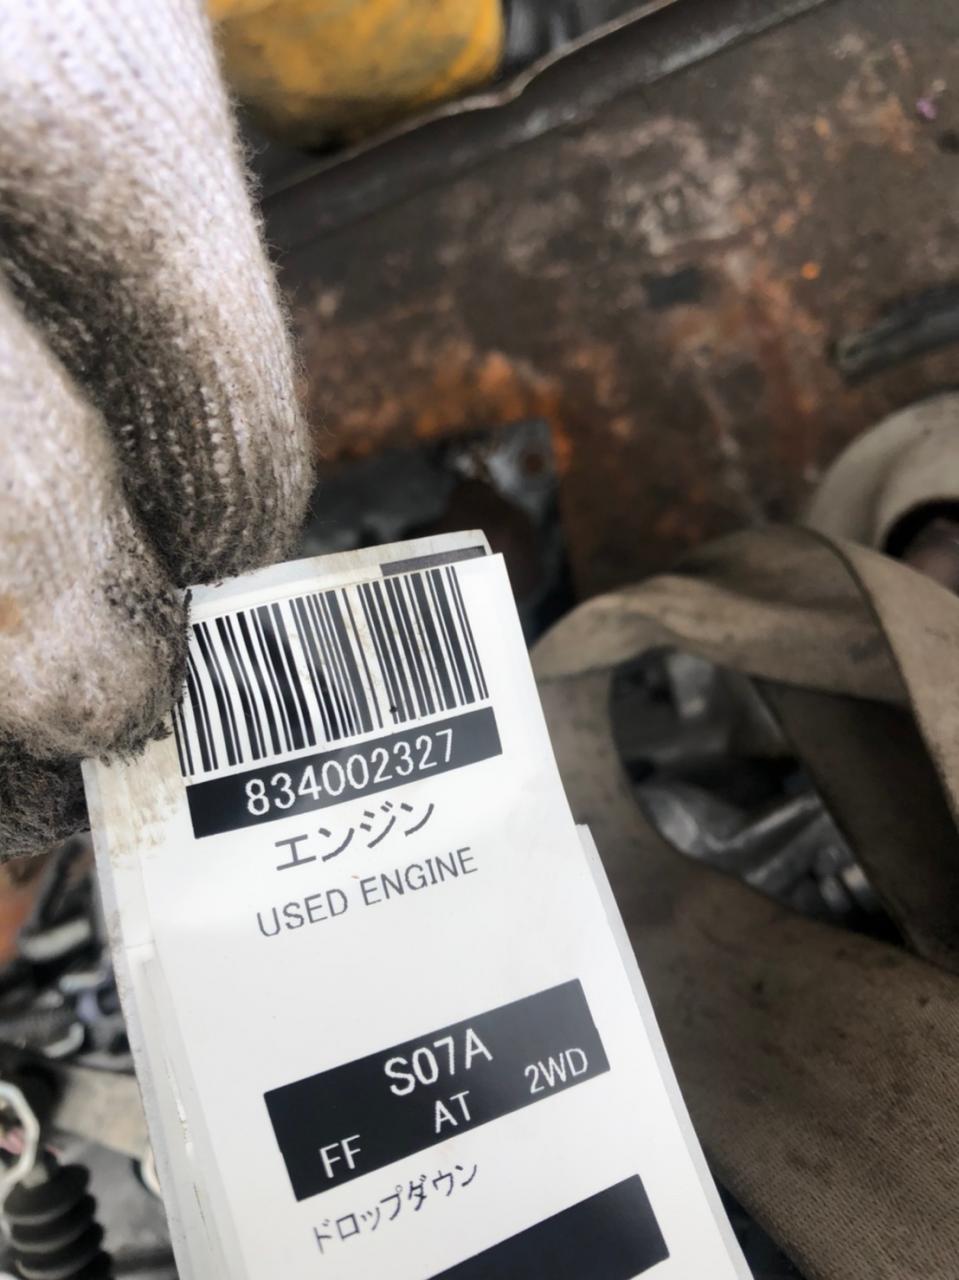 834002327
エンジン
USED ENGINE
S07A
FF AT 2WD
ドロップダウン